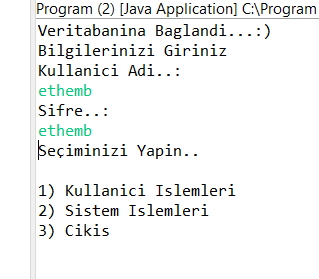 Program (2) [Java Application] C:\Program
Veritabanina Baglandi...:)
Bilgilerinizi Giriniz
Kullanici Adi..:
ethemb
Sifre..:
ethemb
Seçiminizi Yapin..
1) Kullanici Islemleri
2) Sistem Islemleri
3) Cikis